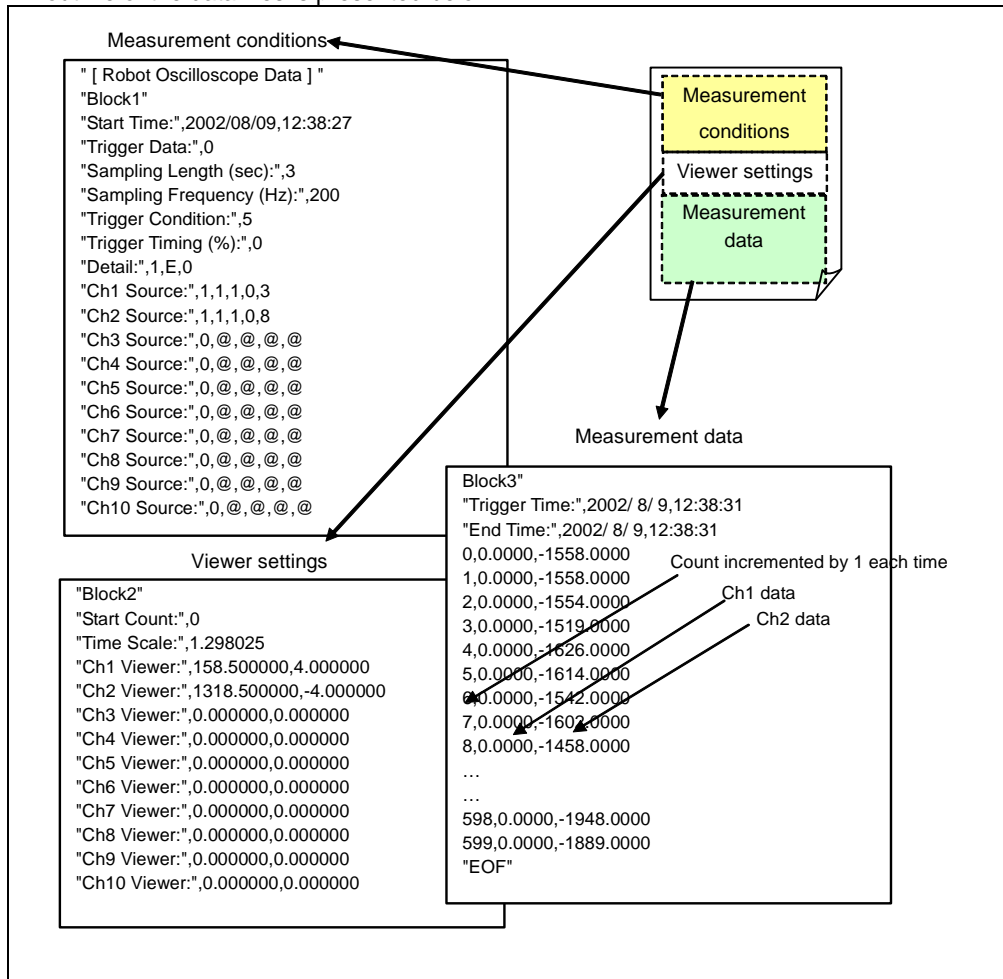 Measurement conditions
" [ Robot Oscilloscope Data ] "
"Block1"
"Start Time:",2002/08/09,12:38:27
"Trigger Data:",0
"Sampling Length (sec):",3
"Sampling Frequency (Hz):",200
"Trigger Condition:",5
"Trigger Timing (%):",0
"Detail:",1,E,0
"Ch1 Source:",1,1,1,0,3
"Ch2 Source:",1,1,1,0,8
"Ch3 Source:",0,@,@,@,@
"Ch4 Source:",0,@,@,@,@
"Ch5 Source:",0,@,@,@,@
"Ch6 Source:",0,@,@,@,@
"Ch7 Source:",0,@,@,@,@
"Ch8 Source:",0,@,@,@,@
"Ch9 Source:",0,@,@,@,@
"Ch10 Source:",0,@,@,@,@
Measurement
conditions
Viewer settings
Measurement
data
Viewer settings
"Block2"
"Start Count:",0
"Time Scale:",1.298025
"Ch1 Viewer:",158.500000,4.000000
"Ch2 Viewer:",1318.500000,-4.000000
"Ch3 Viewer:",0.000000,0.000000
"Ch4 Viewer:",0.000000,0.000000
"Ch5 Viewer:",0.000000,0.000000
"Ch6 Viewer:",0.000000,0.000000
"Ch7 Viewer:",0.000000,0.000000
"Ch8 Viewer:",0.000000,0.000000
"Ch9 Viewer:",0.000000,0.000000
"Ch10 Viewer:",0.000000,0.000000
Measurement data
Block3"
"Trigger Time:",2002/ 8/ 9,12:38:31
"End Time:",2002/ 8/ 9,12:38:31
0,0.0000,-1558.0000
1,0.0000,-1558.0000
2,0.0000,-1554.0000
3,0.0000,-1519.0000
4,0.0000,-1626.0000
5,0.0000,-1614.0000
6,0.0000,-1542.0000
7,0.0000,-1602.0000
8,0.0000,-1458.0000
…
…
598,0.0000,-1948.0000
599,0.0000,-1889.0000
"EOF"
Count incremented by 1 each time
Ch1 data
Ch2 data